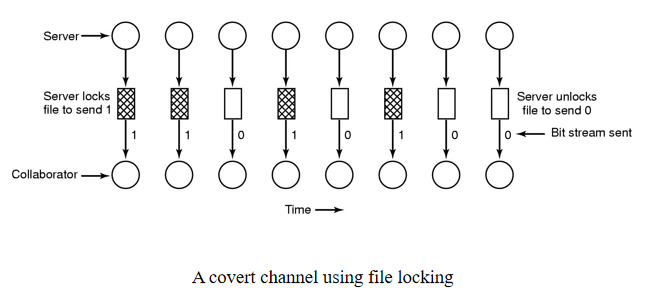 Server
Server locks
file to send 1
Server unlocks
file to send 0
1
1
0
1
0
1
0
0
Bit stream sent
Collaborator
Time
A covert channel using file locking